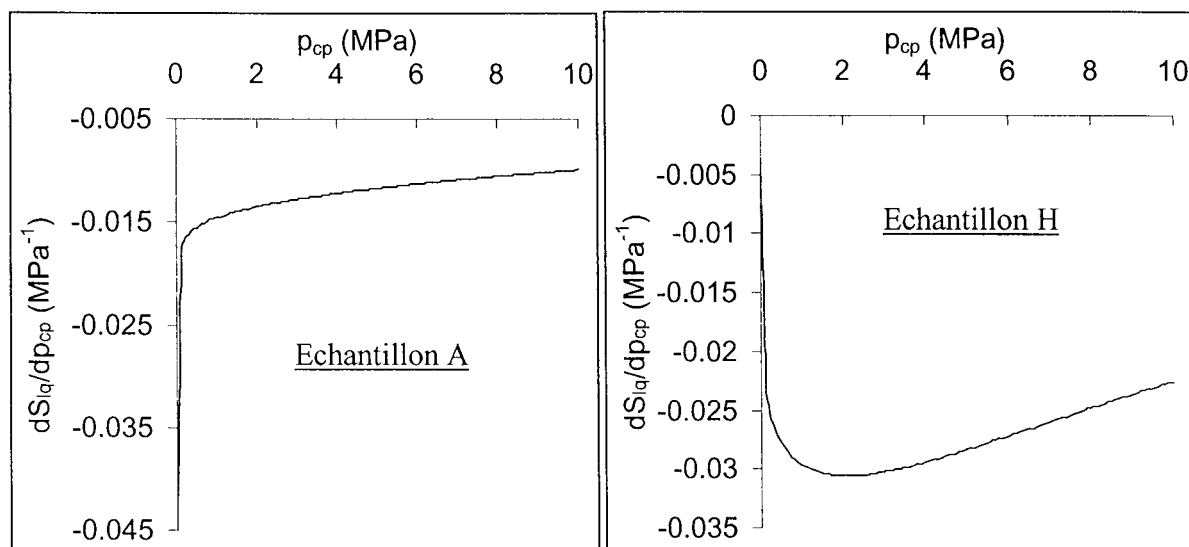 p_cp (MPa)
0 2 4 6 8 10
-0.005
-0.015
-0.025
-0.035
-0.045
dS_lq/dp_cp (MPa⁻¹)
Echantillon A
p_cp (MPa)
0 2 4 6 8 10
0
-0.005
-0.01
-0.015
-0.02
-0.025
-0.03
-0.035
dS_lq/dp_cp (MPa⁻¹)
Echantillon H